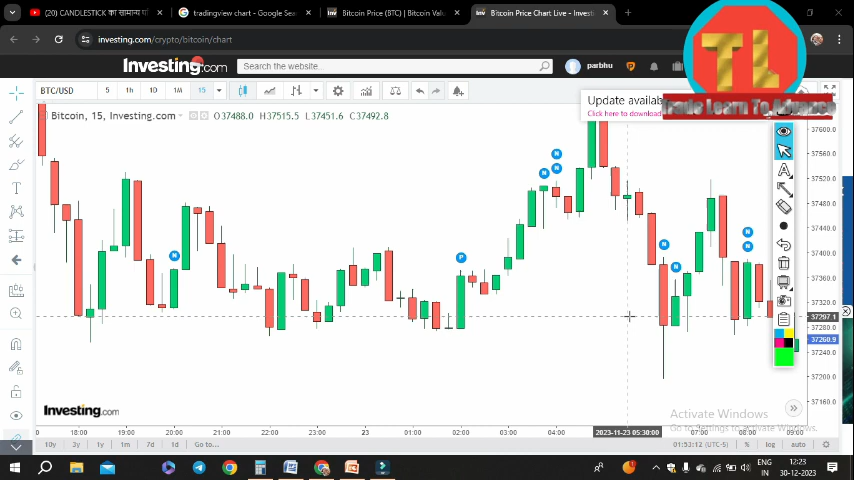 (20) CANDLESTICK का सामान्य परि
tradingview chart - Google Sea
Bitcoin Price (BTC) | Bitcoin Valu
Bitcoin Price Chart Live - Investi
investing.com/crypto/bitcoin/chart
Investing.com
Search the website...
parbhu
TL
Trade Learn To Advance
BTC/USD 5 1h 1D 1M 15
Update availa
Click here to download
Bitcoin, 15, Investing.com
O37488.0 H37515.5 L37451.6 C37492.8
37600.0
37560.0
37520.0
37480.0
37440.0
37400.0
37360.0
37320.0
37297.1
37280.0
37260.9
37240.0
37200.0
37160.0
N
N
N
N
P
N
N
N
N
Investing.com
Activate Windows
Go to Settings to activate Windows.
0 18:00 19:00 20:00 21:00 22:00 23:00 23 01:00 02:00 03:00 04:00 2023-11-23 05:30:00 07:00 08:00 09:00
10y 3y 1y 1m 7d 1d Go to... 01:53:12 (UTC-5) % log auto
ENG
IN
12:23
30-12-2023